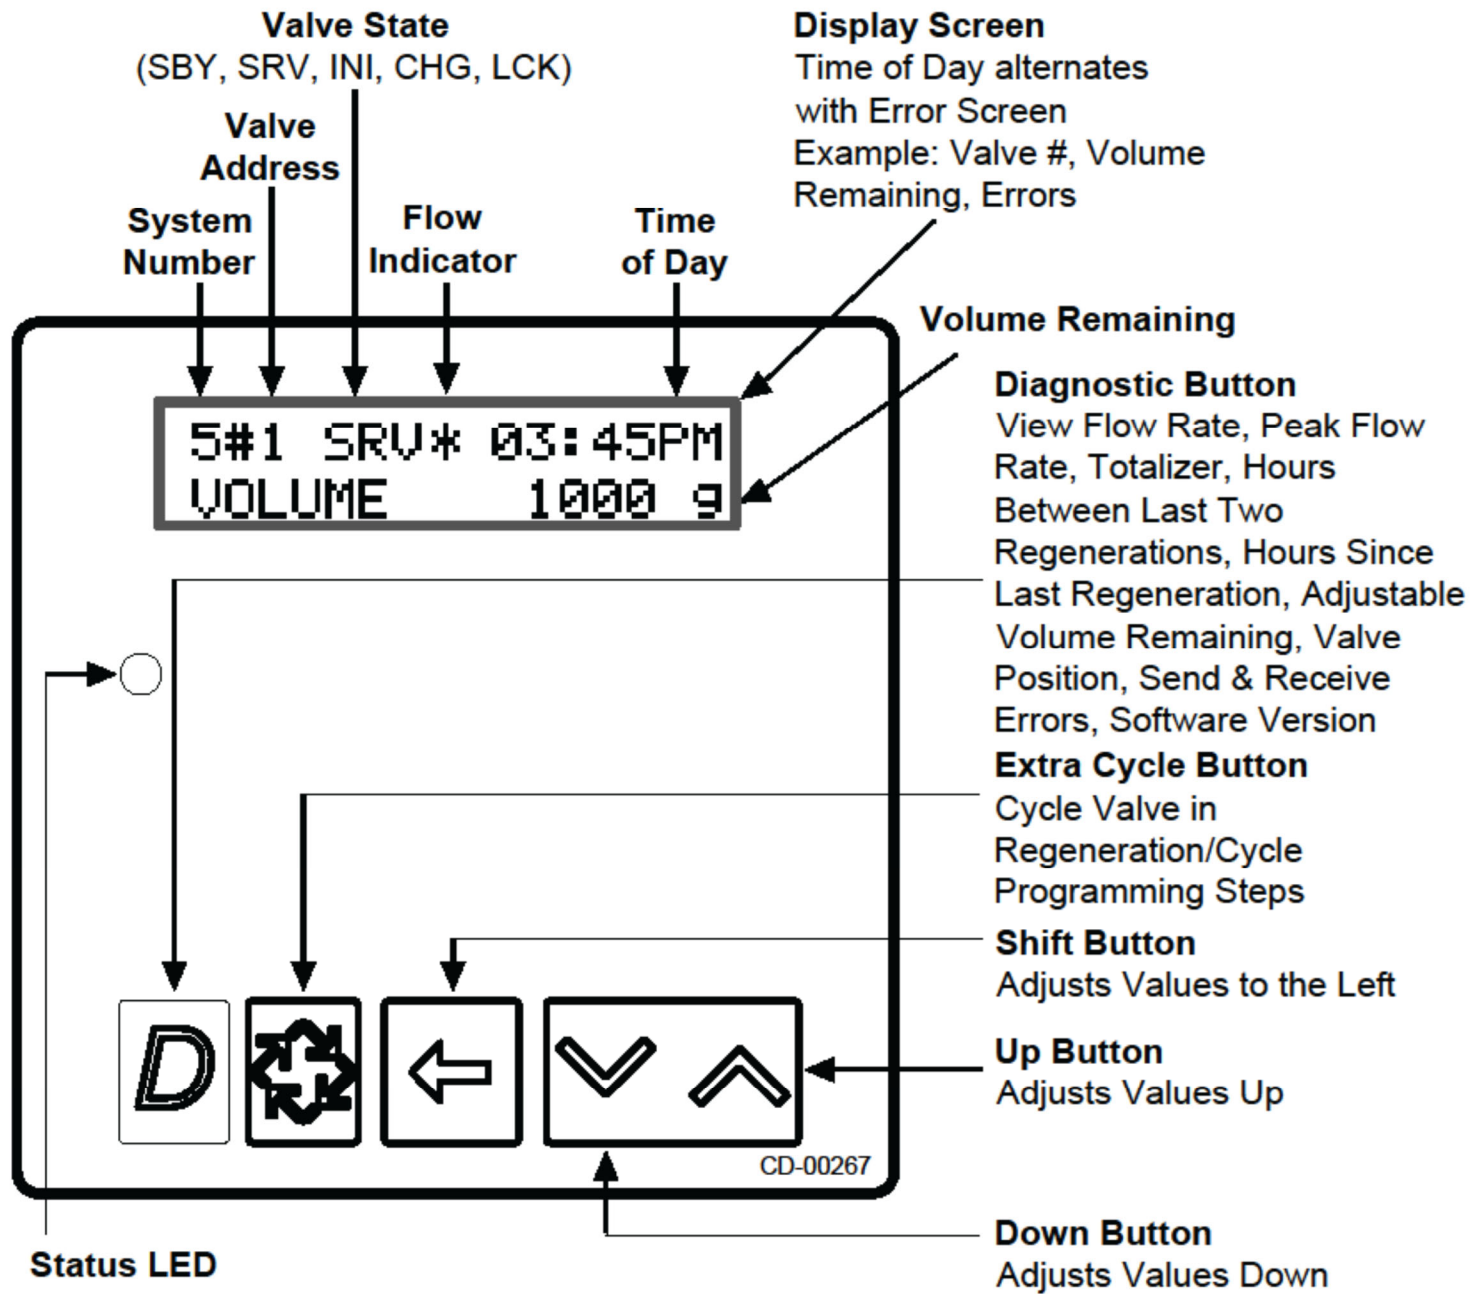 Valve State
(SBY, SRV, INI, CHG, LCK)
Valve
Address
System
Number
Flow
Indicator
Time
of Day
Display Screen
Time of Day alternates
with Error Screen
Example: Valve #, Volume
Remaining, Errors
Volume Remaining
5#1 SRV* 03:45PM
VOLUME 1000 g
Diagnostic Button
View Flow Rate, Peak Flow
Rate, Totalizer, Hours
Between Last Two
Regenerations, Hours Since
Last Regeneration, Adjustable
Volume Remaining, Valve
Position, Send & Receive
Errors, Software Version
Extra Cycle Button
Cycle Valve in
Regeneration/Cycle
Programming Steps
Shift Button
Adjusts Values to the Left
Up Button
Adjusts Values Up
D
CD-00267
Down Button
Adjusts Values Down
Status LED